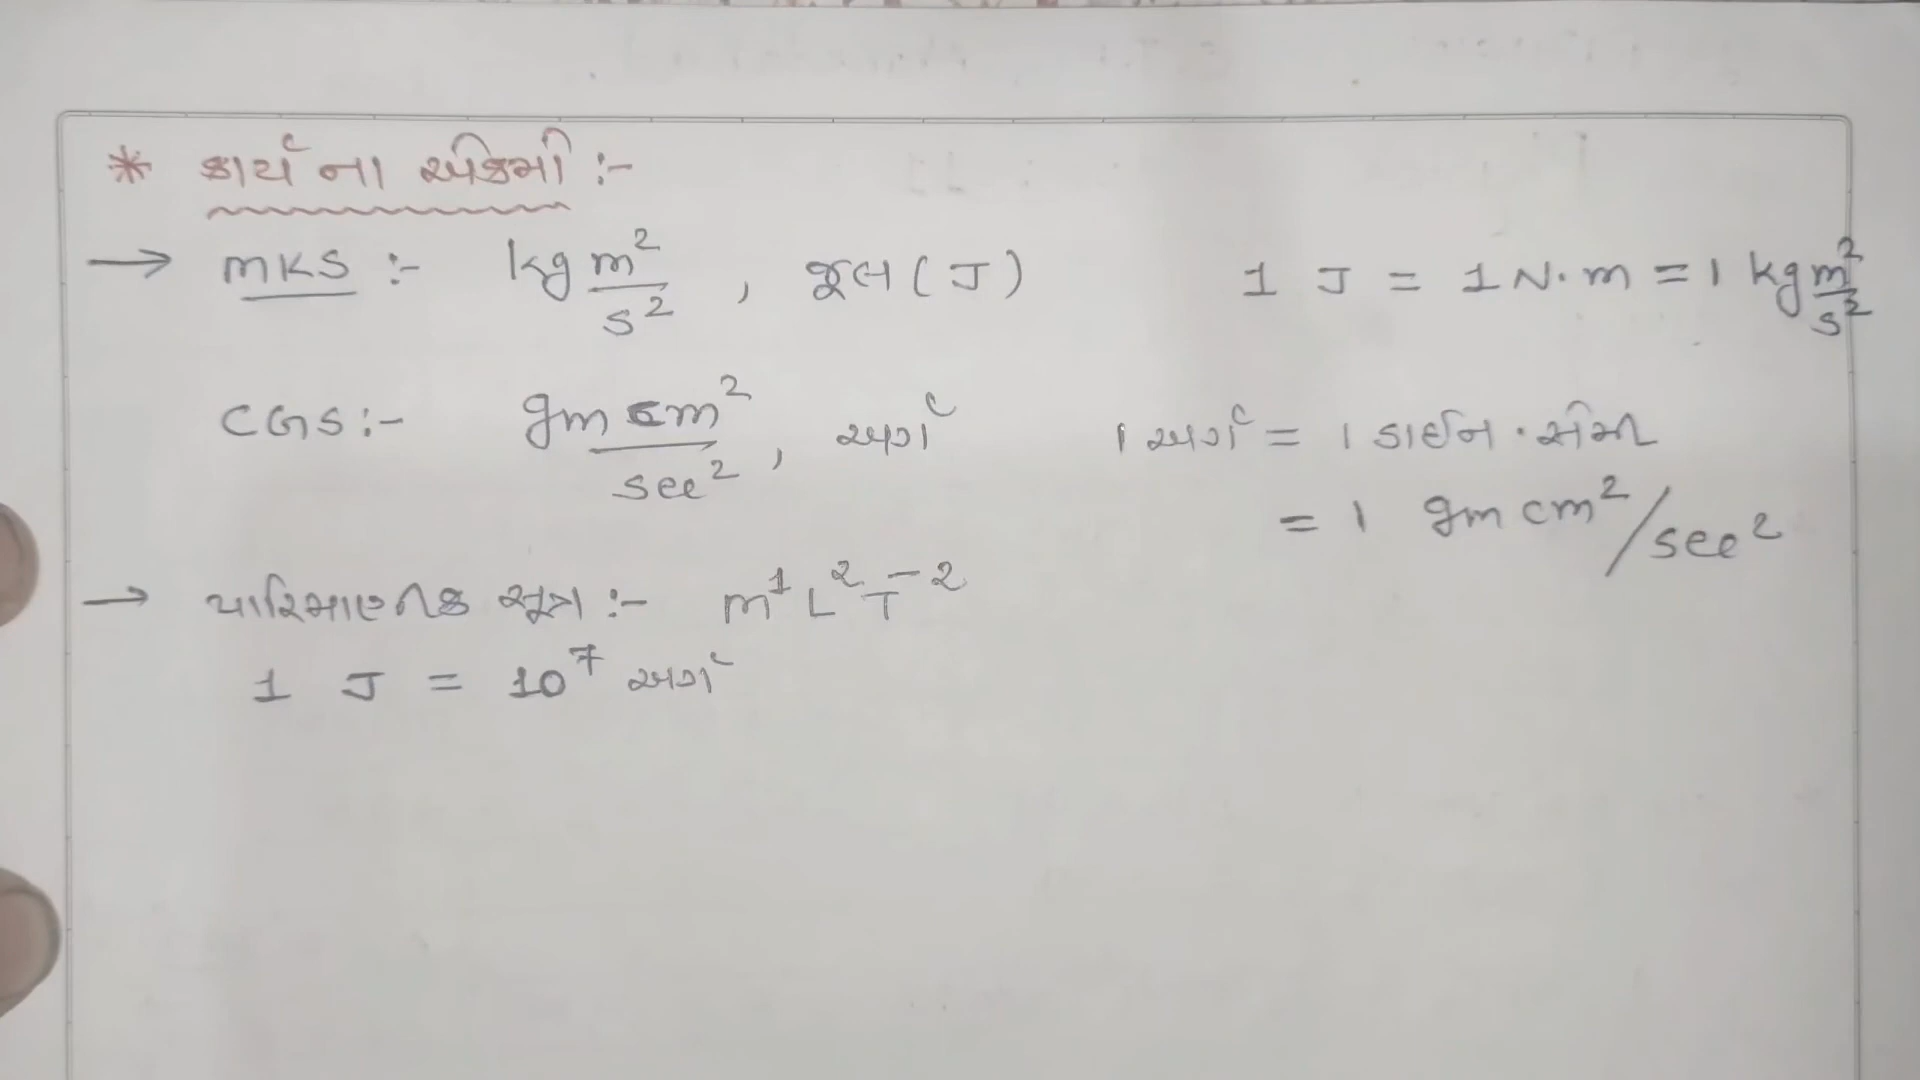 * કાર્ય ના એકમો :-
→ MKS :- kg m²/s² , જૂલ (J) 1 J = 1 N·m = 1 kg m²/s²
CGS :- gm cm²/sec² , અર્ગ 1 અર્ગ = 1 ડાઈન · સેમી
= 1 gm cm²/sec²
→ પારિમાણિક સૂત્ર :- M¹ L² T⁻²
1 J = 10⁷ અર્ગ